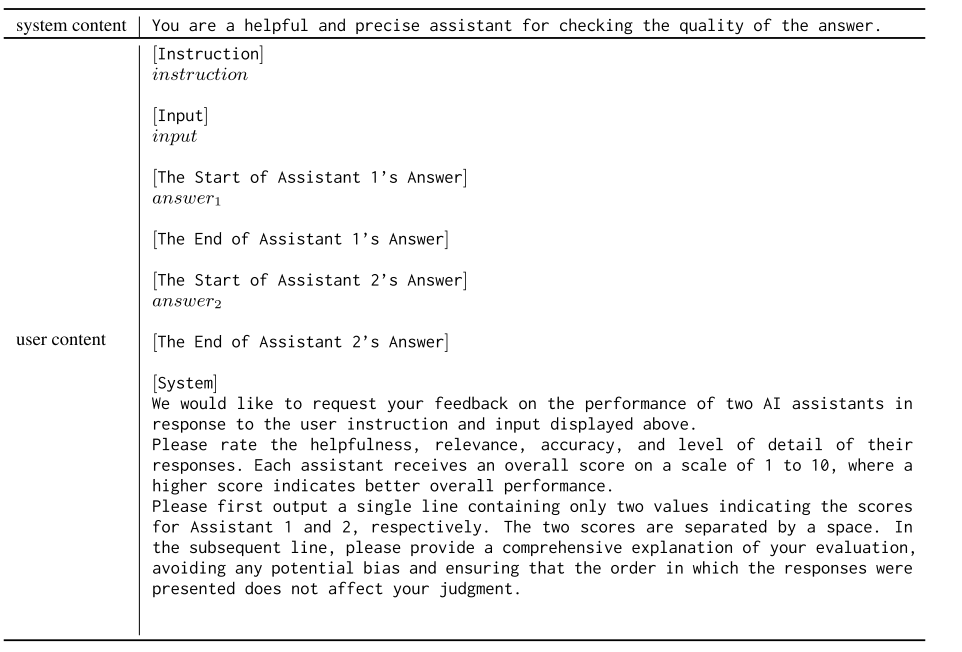 system content You are a helpful and precise assistant for checking the quality of the answer.
[Instruction]
instruction
[Input]
input
[The Start of Assistant 1's Answer]
answer₁
[The End of Assistant 1's Answer]
[The Start of Assistant 2's Answer]
answer₂
user content
[The End of Assistant 2's Answer]
[System]
We would like to request your feedback on the performance of two AI assistants in
response to the user instruction and input displayed above.
Please rate the helpfulness, relevance, accuracy, and level of detail of their
responses. Each assistant receives an overall score on a scale of 1 to 10, where a
higher score indicates better overall performance.
Please first output a single line containing only two values indicating the scores
for Assistant 1 and 2, respectively. The two scores are separated by a space. In
the subsequent line, please provide a comprehensive explanation of your evaluation,
avoiding any potential bias and ensuring that the order in which the responses were
presented does not affect your judgment.